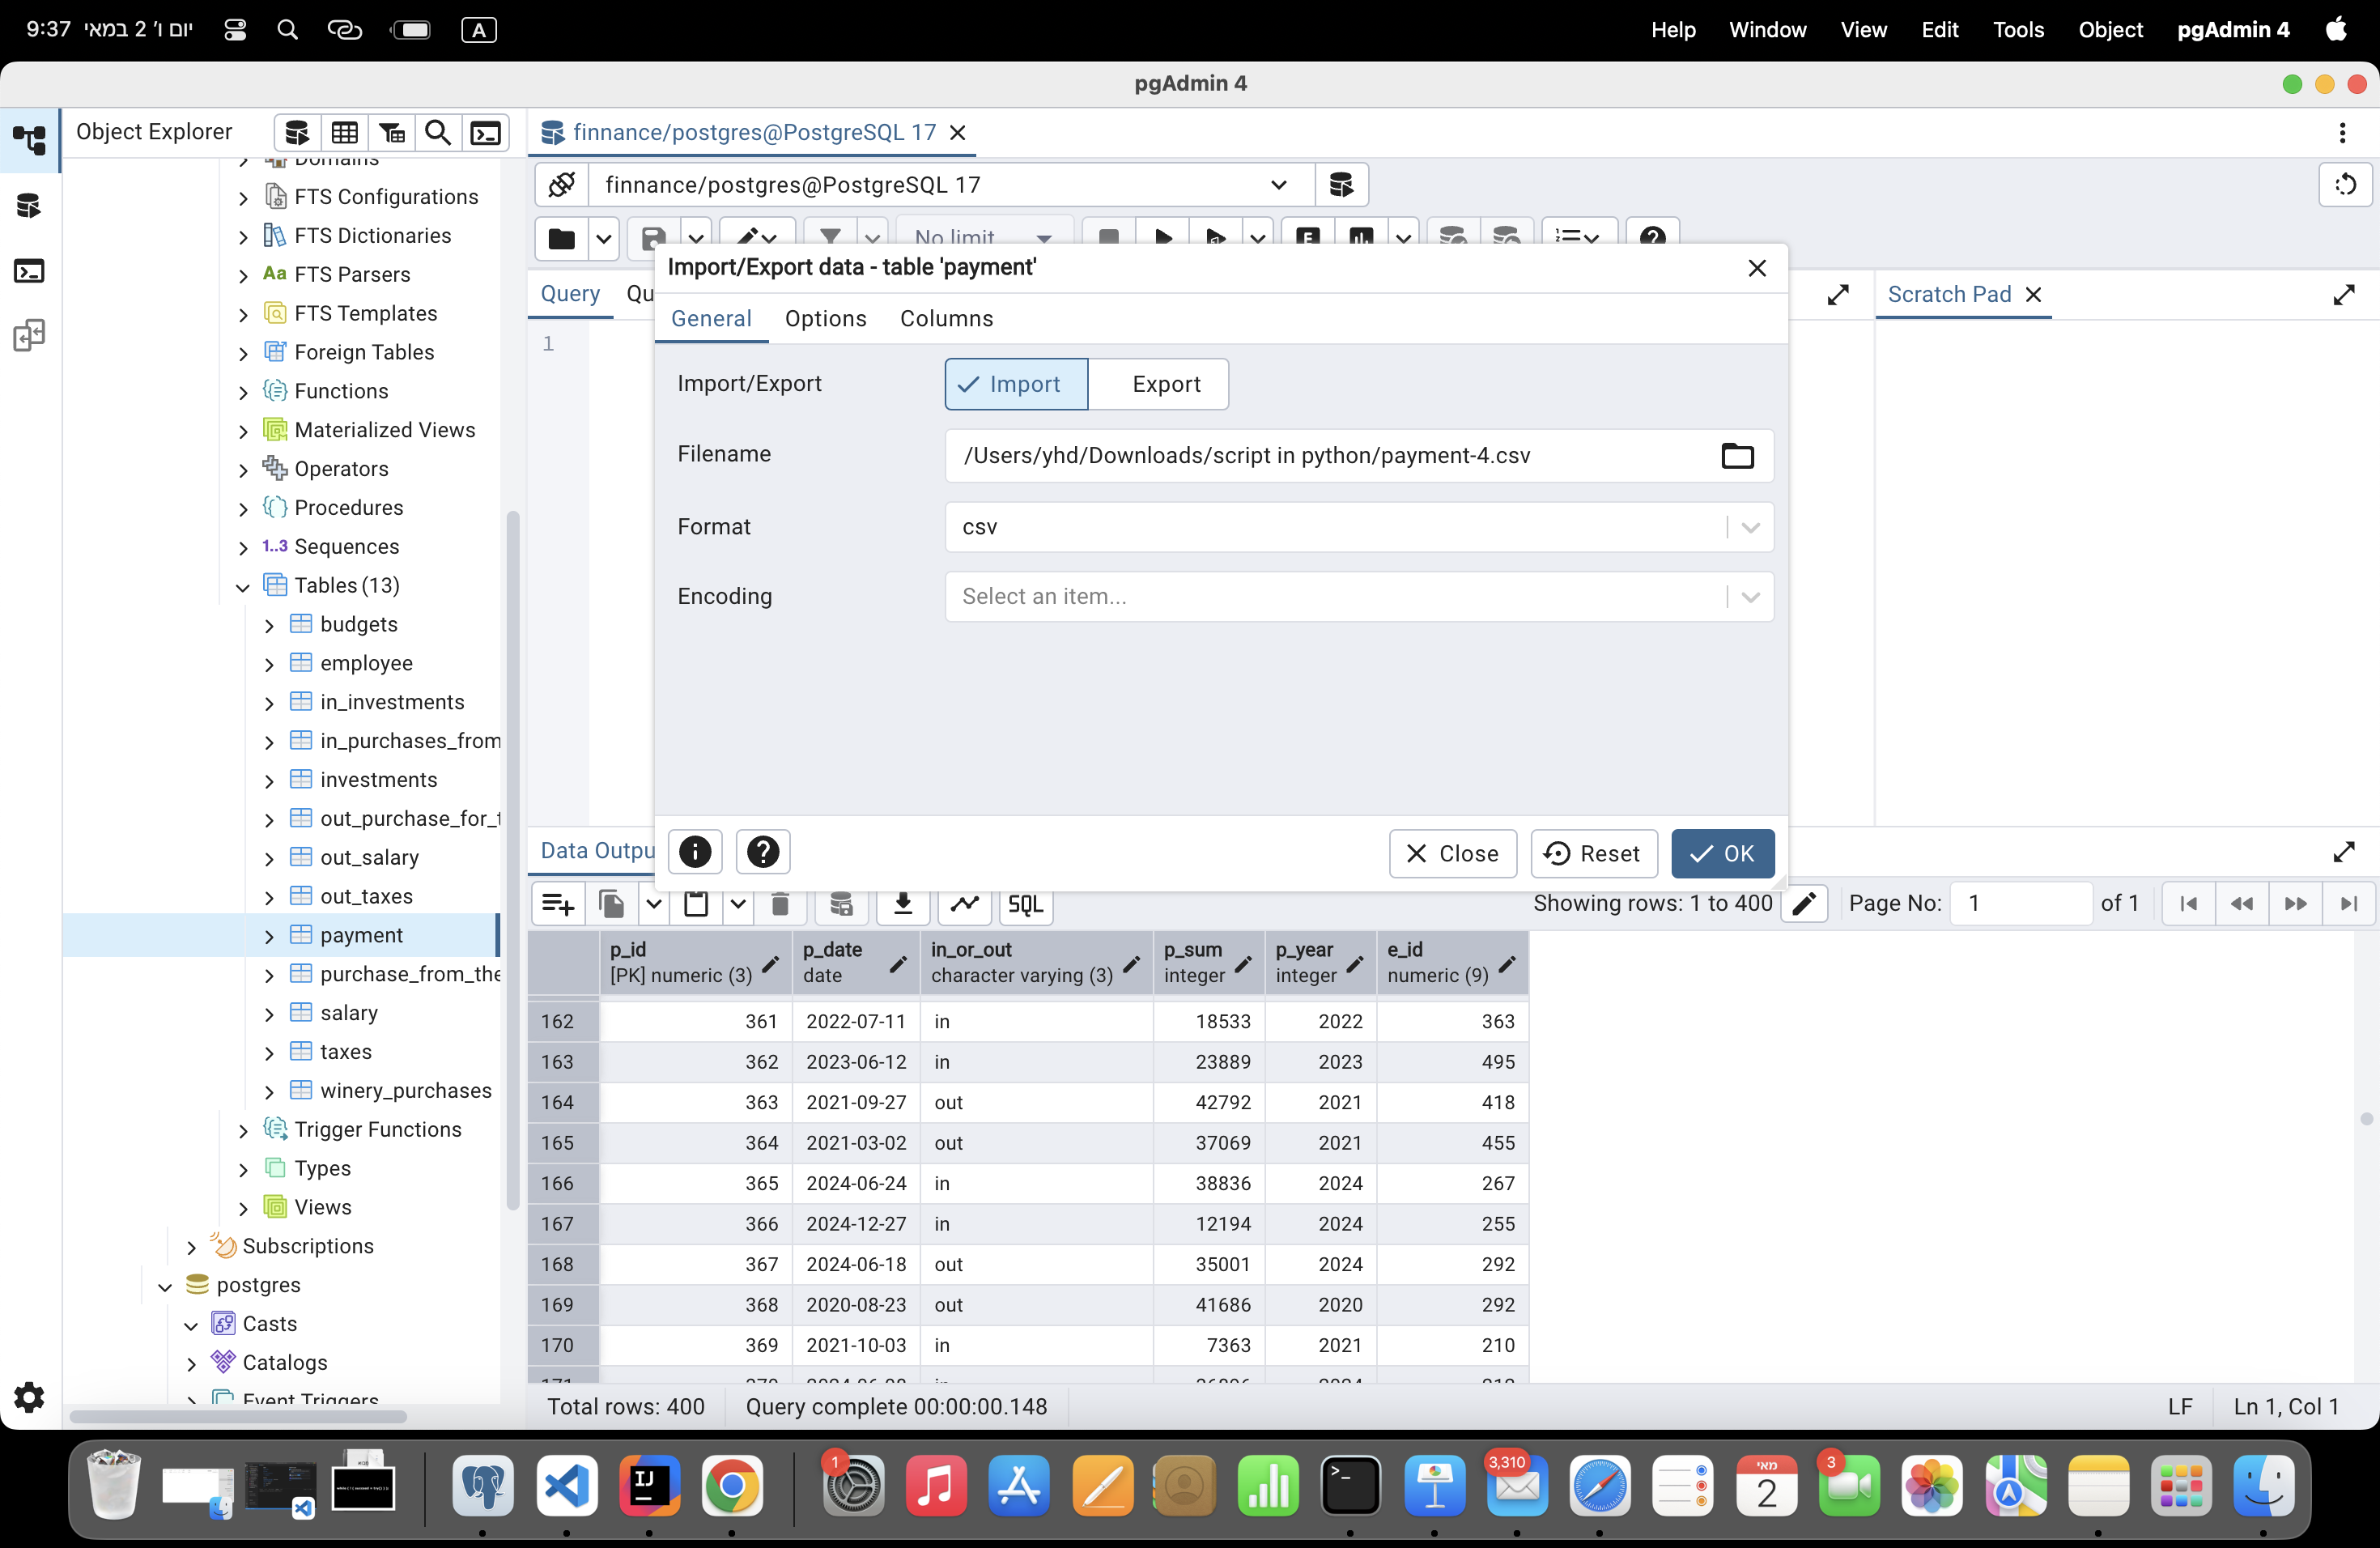 9:37 יום ו׳ 2 במאי A Help Window View Edit Tools Object pgAdmin 4
pgAdmin 4
Object Explorer
finnance/postgres@PostgreSQL 17
finnance/postgres@PostgreSQL 17
No limit
Domains
FTS Configurations
FTS Dictionaries
Aa FTS Parsers
FTS Templates
Foreign Tables
Functions
Materialized Views
Operators
Procedures
1..3 Sequences
Tables (13)
budgets
employee
in_investments
in_purchases_from
investments
out_purchase_for_t
out_salary
out_taxes
payment
purchase_from_the
salary
taxes
winery_purchases
Trigger Functions
Types
Views
Subscriptions
postgres
Casts
Catalogs
Event Triggers
Query Qu
1
Scratch Pad
Import/Export data - table 'payment'
General Options Columns
Import/Export Import Export
Filename /Users/yhd/Downloads/script in python/payment-4.csv
Format csv
Encoding Select an item...
Close Reset OK
Data Outpu
SQL Showing rows: 1 to 400 Page No: 1 of 1
p_id p_date in_or_out p_sum p_year e_id
[PK] numeric (3) date character varying (3) integer integer numeric (9)
162 361 2022-07-11 in 18533 2022 363
163 362 2023-06-12 in 23889 2023 495
164 363 2021-09-27 out 42792 2021 418
165 364 2021-03-02 out 37069 2021 455
166 365 2024-06-24 in 38836 2024 267
167 366 2024-12-27 in 12194 2024 255
168 367 2024-06-18 out 35001 2024 292
169 368 2020-08-23 out 41686 2020 292
170 369 2021-10-03 in 7363 2021 210
Total rows: 400 Query complete 00:00:00.148 LF Ln 1, Col 1
IJ
1
3,310
מאי
2
3